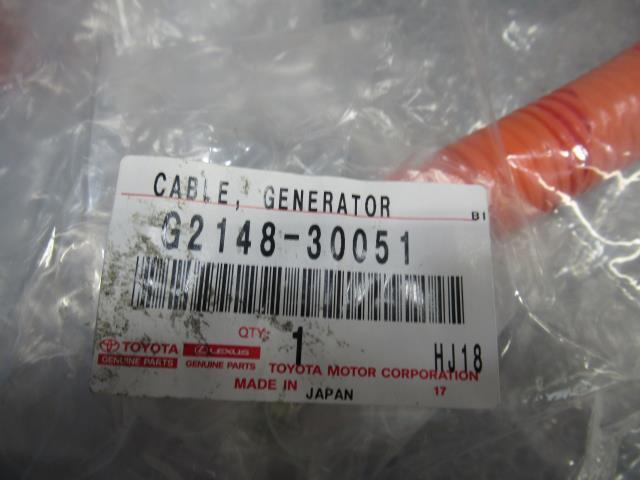 CABLE, GENERATOR
B1
G2148-30051
QTY. 1
TOYOTA LEXUS
GENUINE PARTS GENUINE PARTS
HJ18
TOYOTA MOTOR CORPORATION
MADE IN JAPAN 17